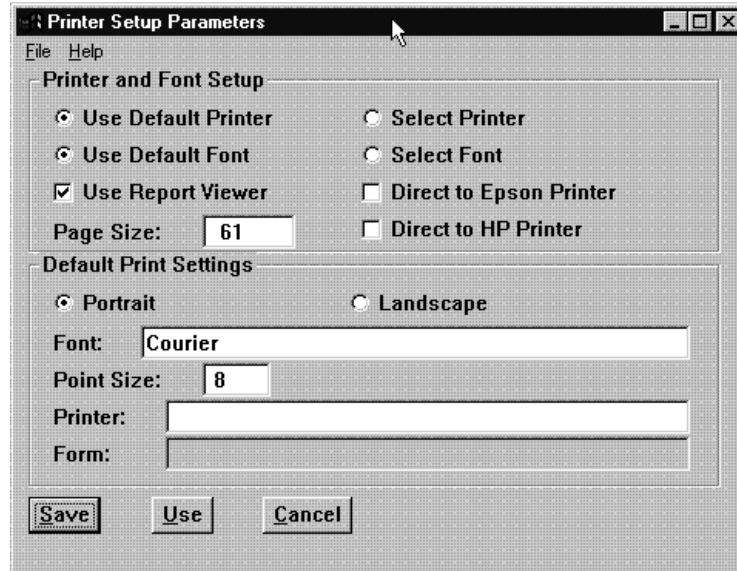 Printer Setup Parameters
File Help
Printer and Font Setup
Use Default Printer Select Printer
Use Default Font Select Font
Use Report Viewer Direct to Epson Printer
Page Size: 61 Direct to HP Printer
Default Print Settings
Portrait Landscape
Font: Courier
Point Size: 8
Printer:
Form:
Save Use Cancel